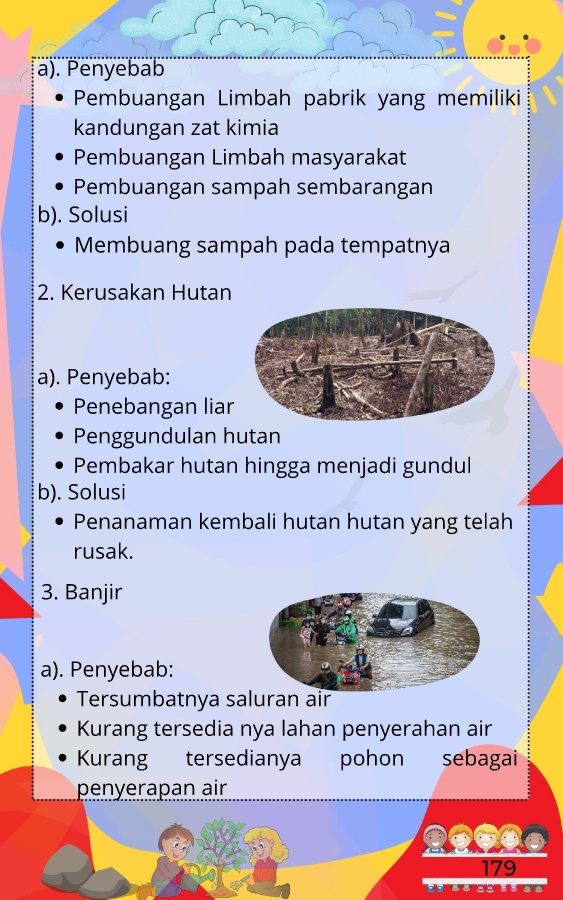 a). Penyebab
• Pembuangan Limbah pabrik yang memiliki
kandungan zat kimia
• Pembuangan Limbah masyarakat
• Pembuangan sampah sembarangan
b). Solusi
• Membuang sampah pada tempatnya
2. Kerusakan Hutan
a). Penyebab:
• Penebangan liar
• Penggundulan hutan
• Pembakar hutan hingga menjadi gundul
b). Solusi
• Penanaman kembali hutan hutan yang telah
rusak.
3. Banjir
a). Penyebab:
• Tersumbatnya saluran air
• Kurang tersedia nya lahan penyerahan air
• Kurang tersedianya pohon sebagai
penyerapan air
179